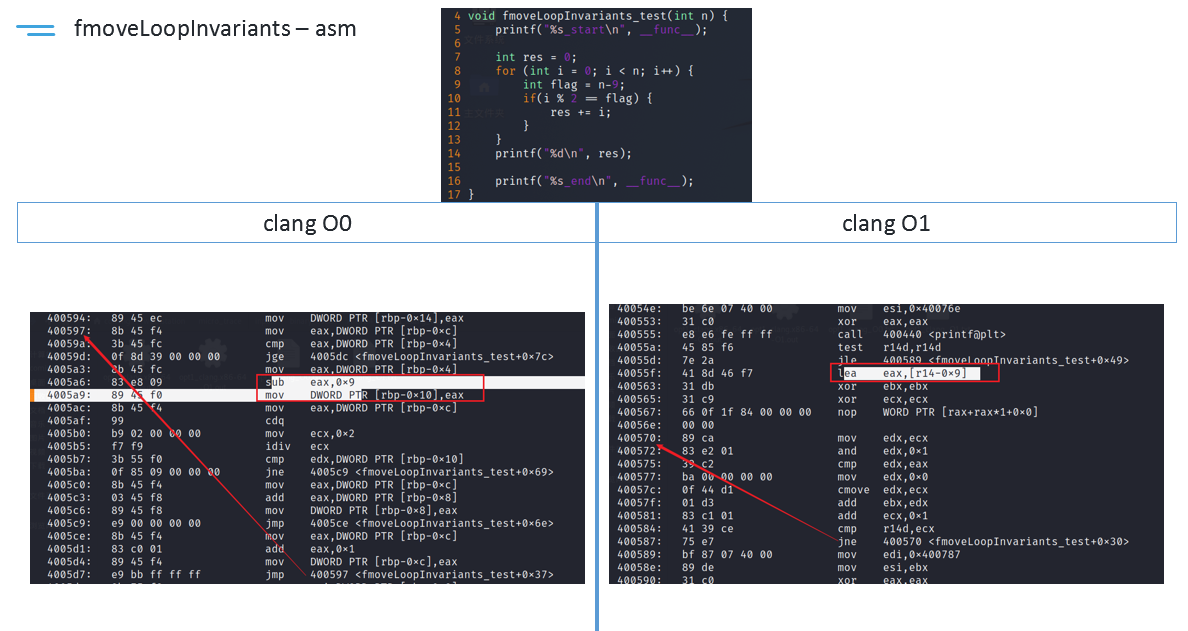 fmoveLoopInvariants – asm
4 void fmoveLoopInvariants_test(int n) {
5 printf("%s_start\n", __func__);
6
7 int res = 0;
8 for (int i = 0; i < n; i++) {
9 int flag = n-9;
10 if(i % 2 == flag) {
11 res += i;
12 }
13 }
14 printf("%d\n", res);
15
16 printf("%s_end\n", __func__);
17 }
clang O0
clang O1
400594: 89 45 ec mov DWORD PTR [rbp-0×14],eax
400597: 8b 45 f4 mov eax,DWORD PTR [rbp-0×c]
40059a: 3b 45 fc cmp eax,DWORD PTR [rbp-0×4]
40059d: 0f 8d 39 00 00 00 jge 4005dc <fmoveLoopInvariants_test+0×7c>
4005a3: 8b 45 fc mov eax,DWORD PTR [rbp-0×4]
4005a6: 83 e8 09 sub eax,0×9
4005a9: 89 45 f0 mov DWORD PTR [rbp-0×10],eax
4005ac: 8b 45 f4 mov eax,DWORD PTR [rbp-0×c]
4005af: 99 cdq
4005b0: b9 02 00 00 00 mov ecx,0×2
4005b5: f7 f9 idiv ecx
4005b7: 3b 55 f0 cmp edx,DWORD PTR [rbp-0×10]
4005ba: 0f 85 09 00 00 00 jne 4005c9 <fmoveLoopInvariants_test+0×69>
4005c0: 8b 45 f4 mov eax,DWORD PTR [rbp-0×c]
4005c3: 03 45 f8 add eax,DWORD PTR [rbp-0×8]
4005c6: 89 45 f8 mov DWORD PTR [rbp-0×8],eax
4005c9: e9 00 00 00 00 jmp 4005ce <fmoveLoopInvariants_test+0×6e>
4005ce: 8b 45 f4 mov eax,DWORD PTR [rbp-0×c]
4005d1: 83 c0 01 add eax,0×1
4005d4: 89 45 f4 mov DWORD PTR [rbp-0×c],eax
4005d7: e9 bb ff ff ff jmp 400597 <fmoveLoopInvariants_test+0×37>
40054e: be 6e 07 40 00 mov esi,0×40076e
400553: 31 c0 xor eax,eax
400555: e8 e6 fe ff ff call 400440 <printf@plt>
40055a: 45 85 f6 test r14d,r14d
40055d: 7e 2a jle 400589 <fmoveLoopInvariants_test+0×49>
40055f: 41 8d 46 f7 lea eax,[r14-0×9]
400563: 31 db xor ebx,ebx
400565: 31 c9 xor ecx,ecx
400567: 66 0f 1f 84 00 00 00 nop WORD PTR [rax+rax*1+0×0]
40056e: 00 00
400570: 89 ca mov edx,ecx
400572: 83 e2 01 and edx,0×1
400575: 39 c2 cmp edx,eax
400577: ba 00 00 00 00 mov edx,0×0
40057c: 0f 44 d1 cmove edx,ecx
40057f: 01 d3 add ebx,edx
400581: 83 c1 01 add ecx,0×1
400584: 41 39 ce cmp r14d,ecx
400587: 75 e7 jne 400570 <fmoveLoopInvariants_test+0×30>
400589: bf 87 07 40 00 mov edi,0×400787
40058e: 89 de mov esi,ebx
400590: 31 c0 xor eax,eax